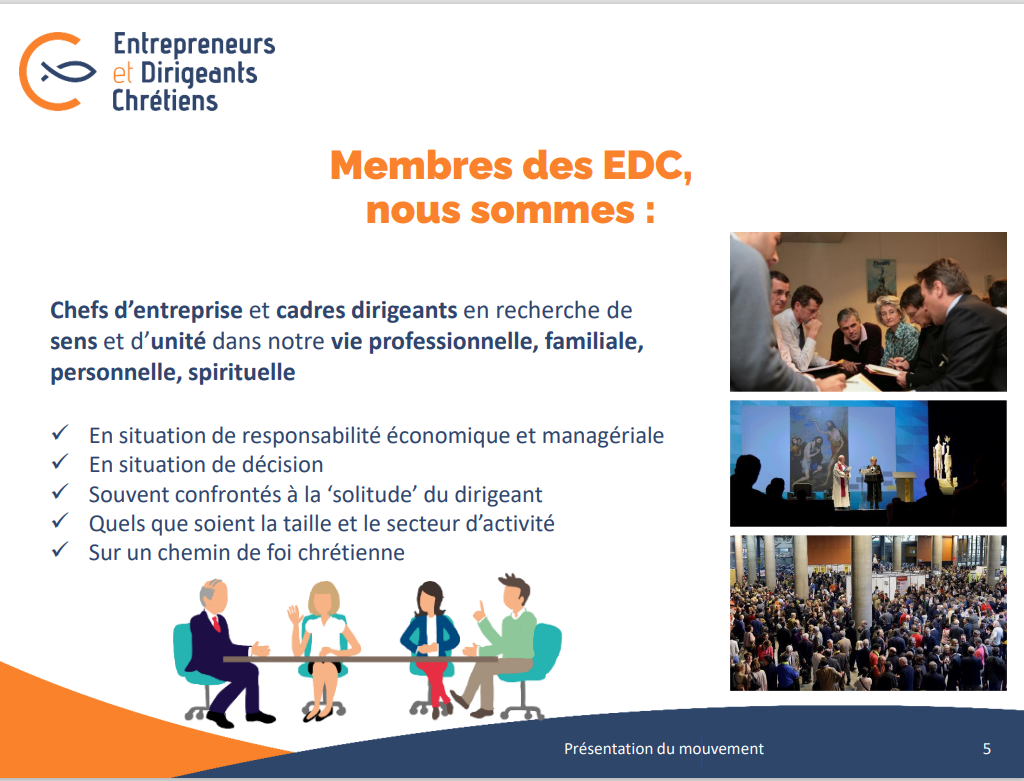 Entrepreneurs
et Dirigeants
Chrétiens
Membres des EDC,
nous sommes :
Chefs d’entreprise et cadres dirigeants en recherche de
sens et d’unité dans notre vie professionnelle, familiale,
personnelle, spirituelle
✓ En situation de responsabilité économique et managériale
✓ En situation de décision
✓ Souvent confrontés à la ‘solitude’ du dirigeant
✓ Quels que soient la taille et le secteur d’activité
✓ Sur un chemin de foi chrétienne
Présentation du mouvement
5